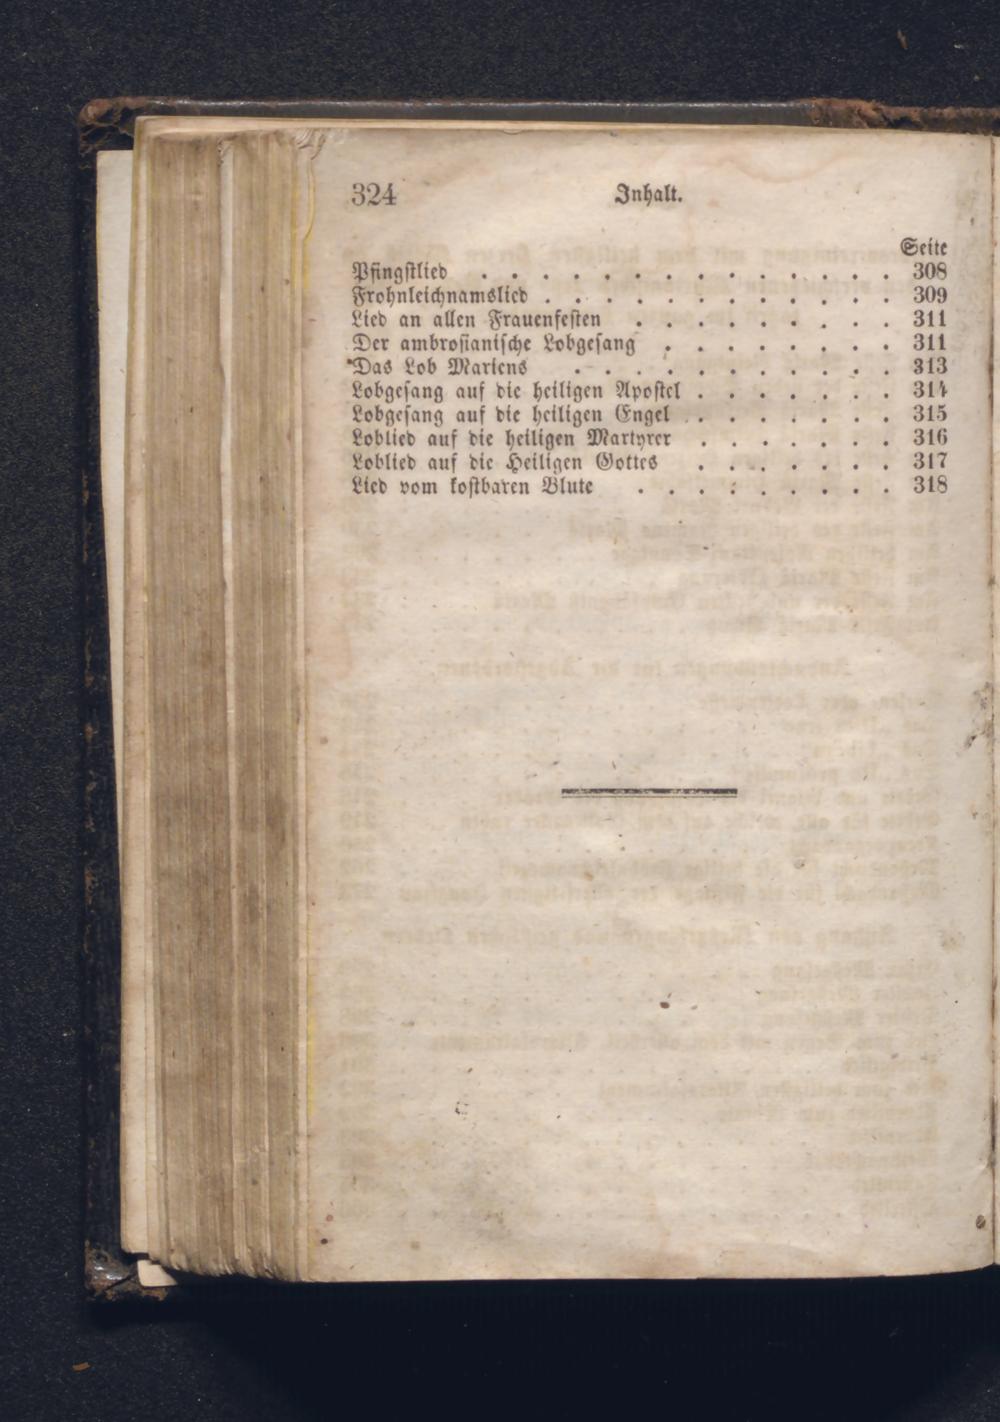 324 Inhalt.
Seite
Pfingstlied . . . . . . . . . . . . . . . 308
Frohnleichnamslied . . . . . . . . . . . . 309
Lied an allen Frauenfesten . . . . . . . . . 311
Der ambrosianische Lobgesang . . . . . . . . 311
Das Lob Mariens . . . . . . . . . . . 313
Lobgesang auf die heiligen Apostel . . . . . . . 314
Lobgesang auf die heiligen Engel . . . . . . . 315
Loblied auf die heiligen Martyrer . . . . . . . 316
Loblied auf die Heiligen Gottes . . . . . . . 317
Lied vom kostbaren Blute . . . . . . . . . 318